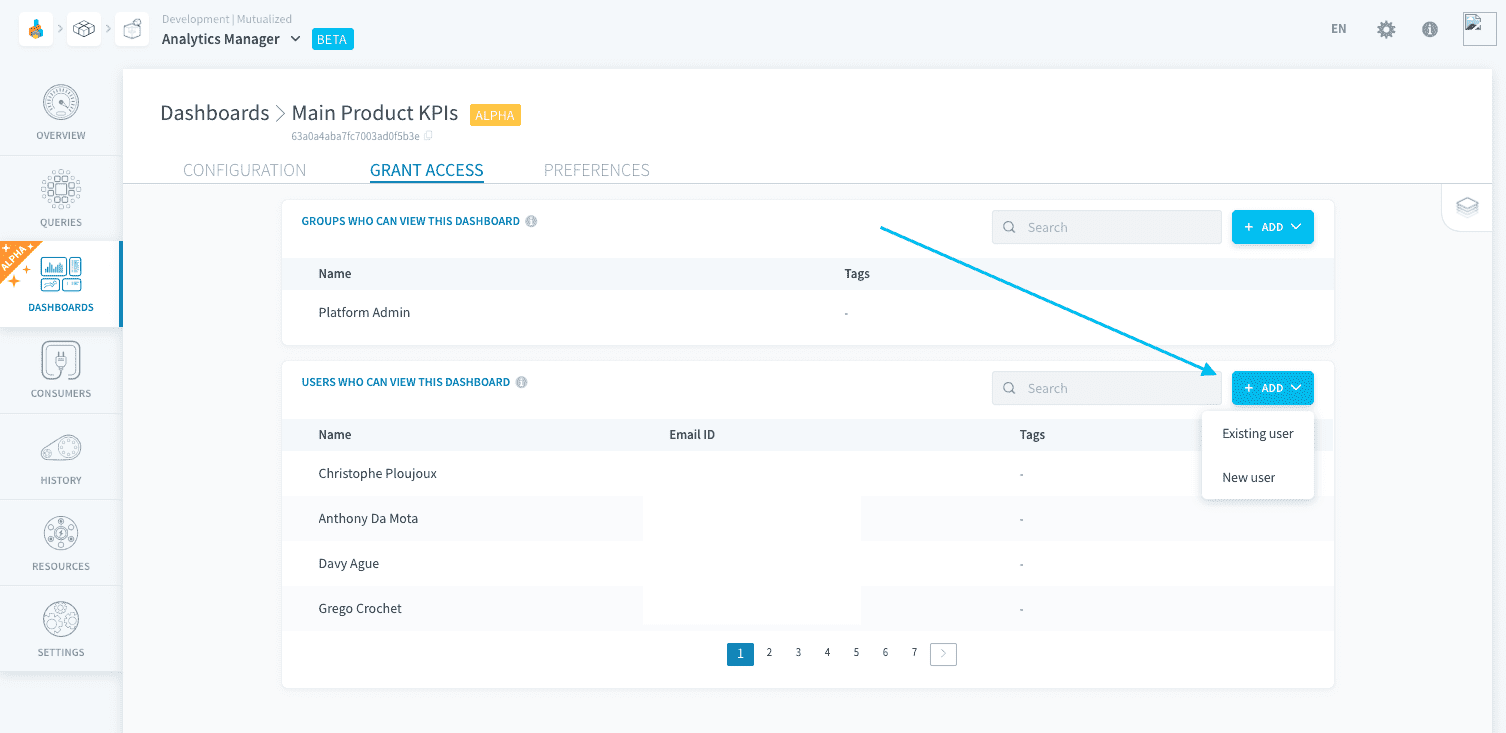 Development | Mutualized
Analytics Manager BETA
EN
Dashboards > Main Product KPIs ALPHA
63a0a4aba7fc7003ad0f5b3e
CONFIGURATION GRANT ACCESS PREFERENCES
OVERVIEW
QUERIES
ALPHA
DASHBOARDS
CONSUMERS
HISTORY
RESOURCES
SETTINGS
GROUPS WHO CAN VIEW THIS DASHBOARD Search + ADD
Name Tags
Platform Admin -
USERS WHO CAN VIEW THIS DASHBOARD Search + ADD
Existing user
New user
Name Email ID Tags
Christophe Ploujoux -
Anthony Da Mota -
Davy Ague -
Grego Crochet -
1 2 3 4 5 6 7 >